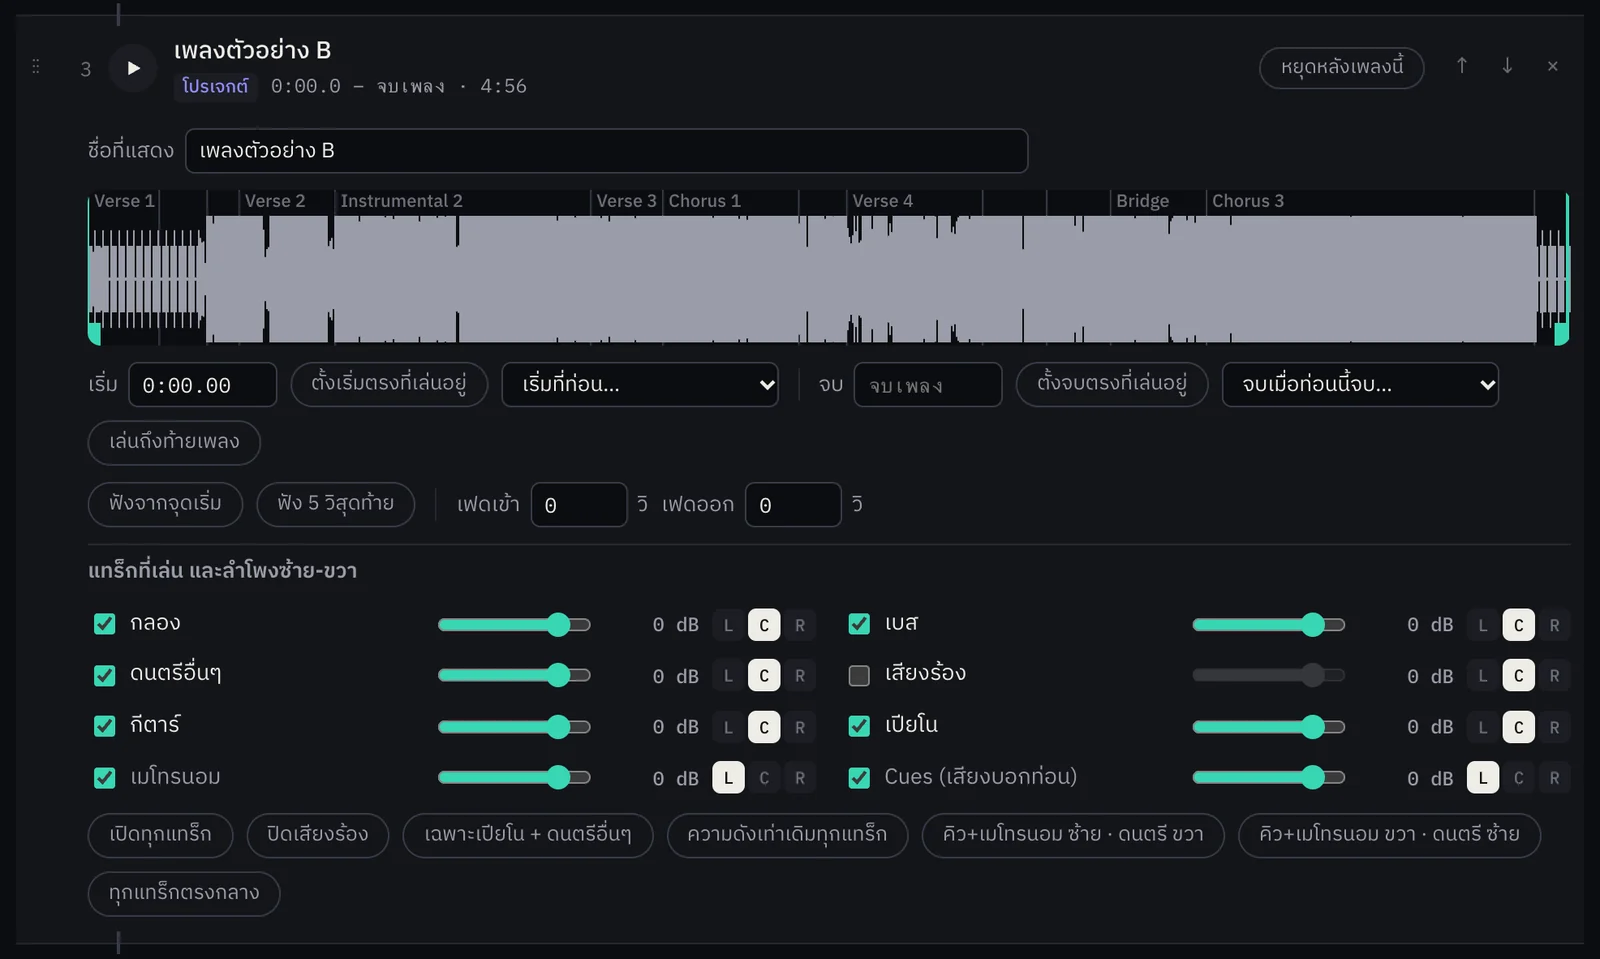 3
เพลงตัวอย่าง B
โปรเจกต์ 0:00.0 – จบเพลง · 4:56
หยุดหลังเพลงนี้ ↑ ↓ ×
ชื่อที่แสดง เพลงตัวอย่าง B
Verse 1 Verse 2 Instrumental 2 Verse 3 Chorus 1 Verse 4 Bridge Chorus 3
เริ่ม 0:00.00 ตั้งเริ่มตรงที่เล่นอยู่ เริ่มที่ท่อน... จบ จบเพลง ตั้งจบตรงที่เล่นอยู่ จบเมื่อท่อนนี้จบ...
เล่นถึงท้ายเพลง
ฟังจากจุดเริ่ม ฟัง 5 วิสุดท้าย เฟดเข้า 0 วิ เฟดออก 0 วิ
แทร็กที่เล่น และลำโพงซ้าย-ขวา
กลอง 0 dB L C R เบส 0 dB L C R
ดนตรีอื่นๆ 0 dB L C R เสียงร้อง 0 dB L C R
กีตาร์ 0 dB L C R เปียโน 0 dB L C R
เมโทรนอม 0 dB L C R Cues (เสียงบอกท่อน) 0 dB L C R
เปิดทุกแทร็ก ปิดเสียงร้อง เฉพาะเปียโน + ดนตรีอื่นๆ ความดังเท่าเดิมทุกแทร็ก คิว+เมโทรนอม ซ้าย · ดนตรี ขวา คิว+เมโทรนอม ขวา · ดนตรี ซ้าย
ทุกแทร็กตรงกลาง